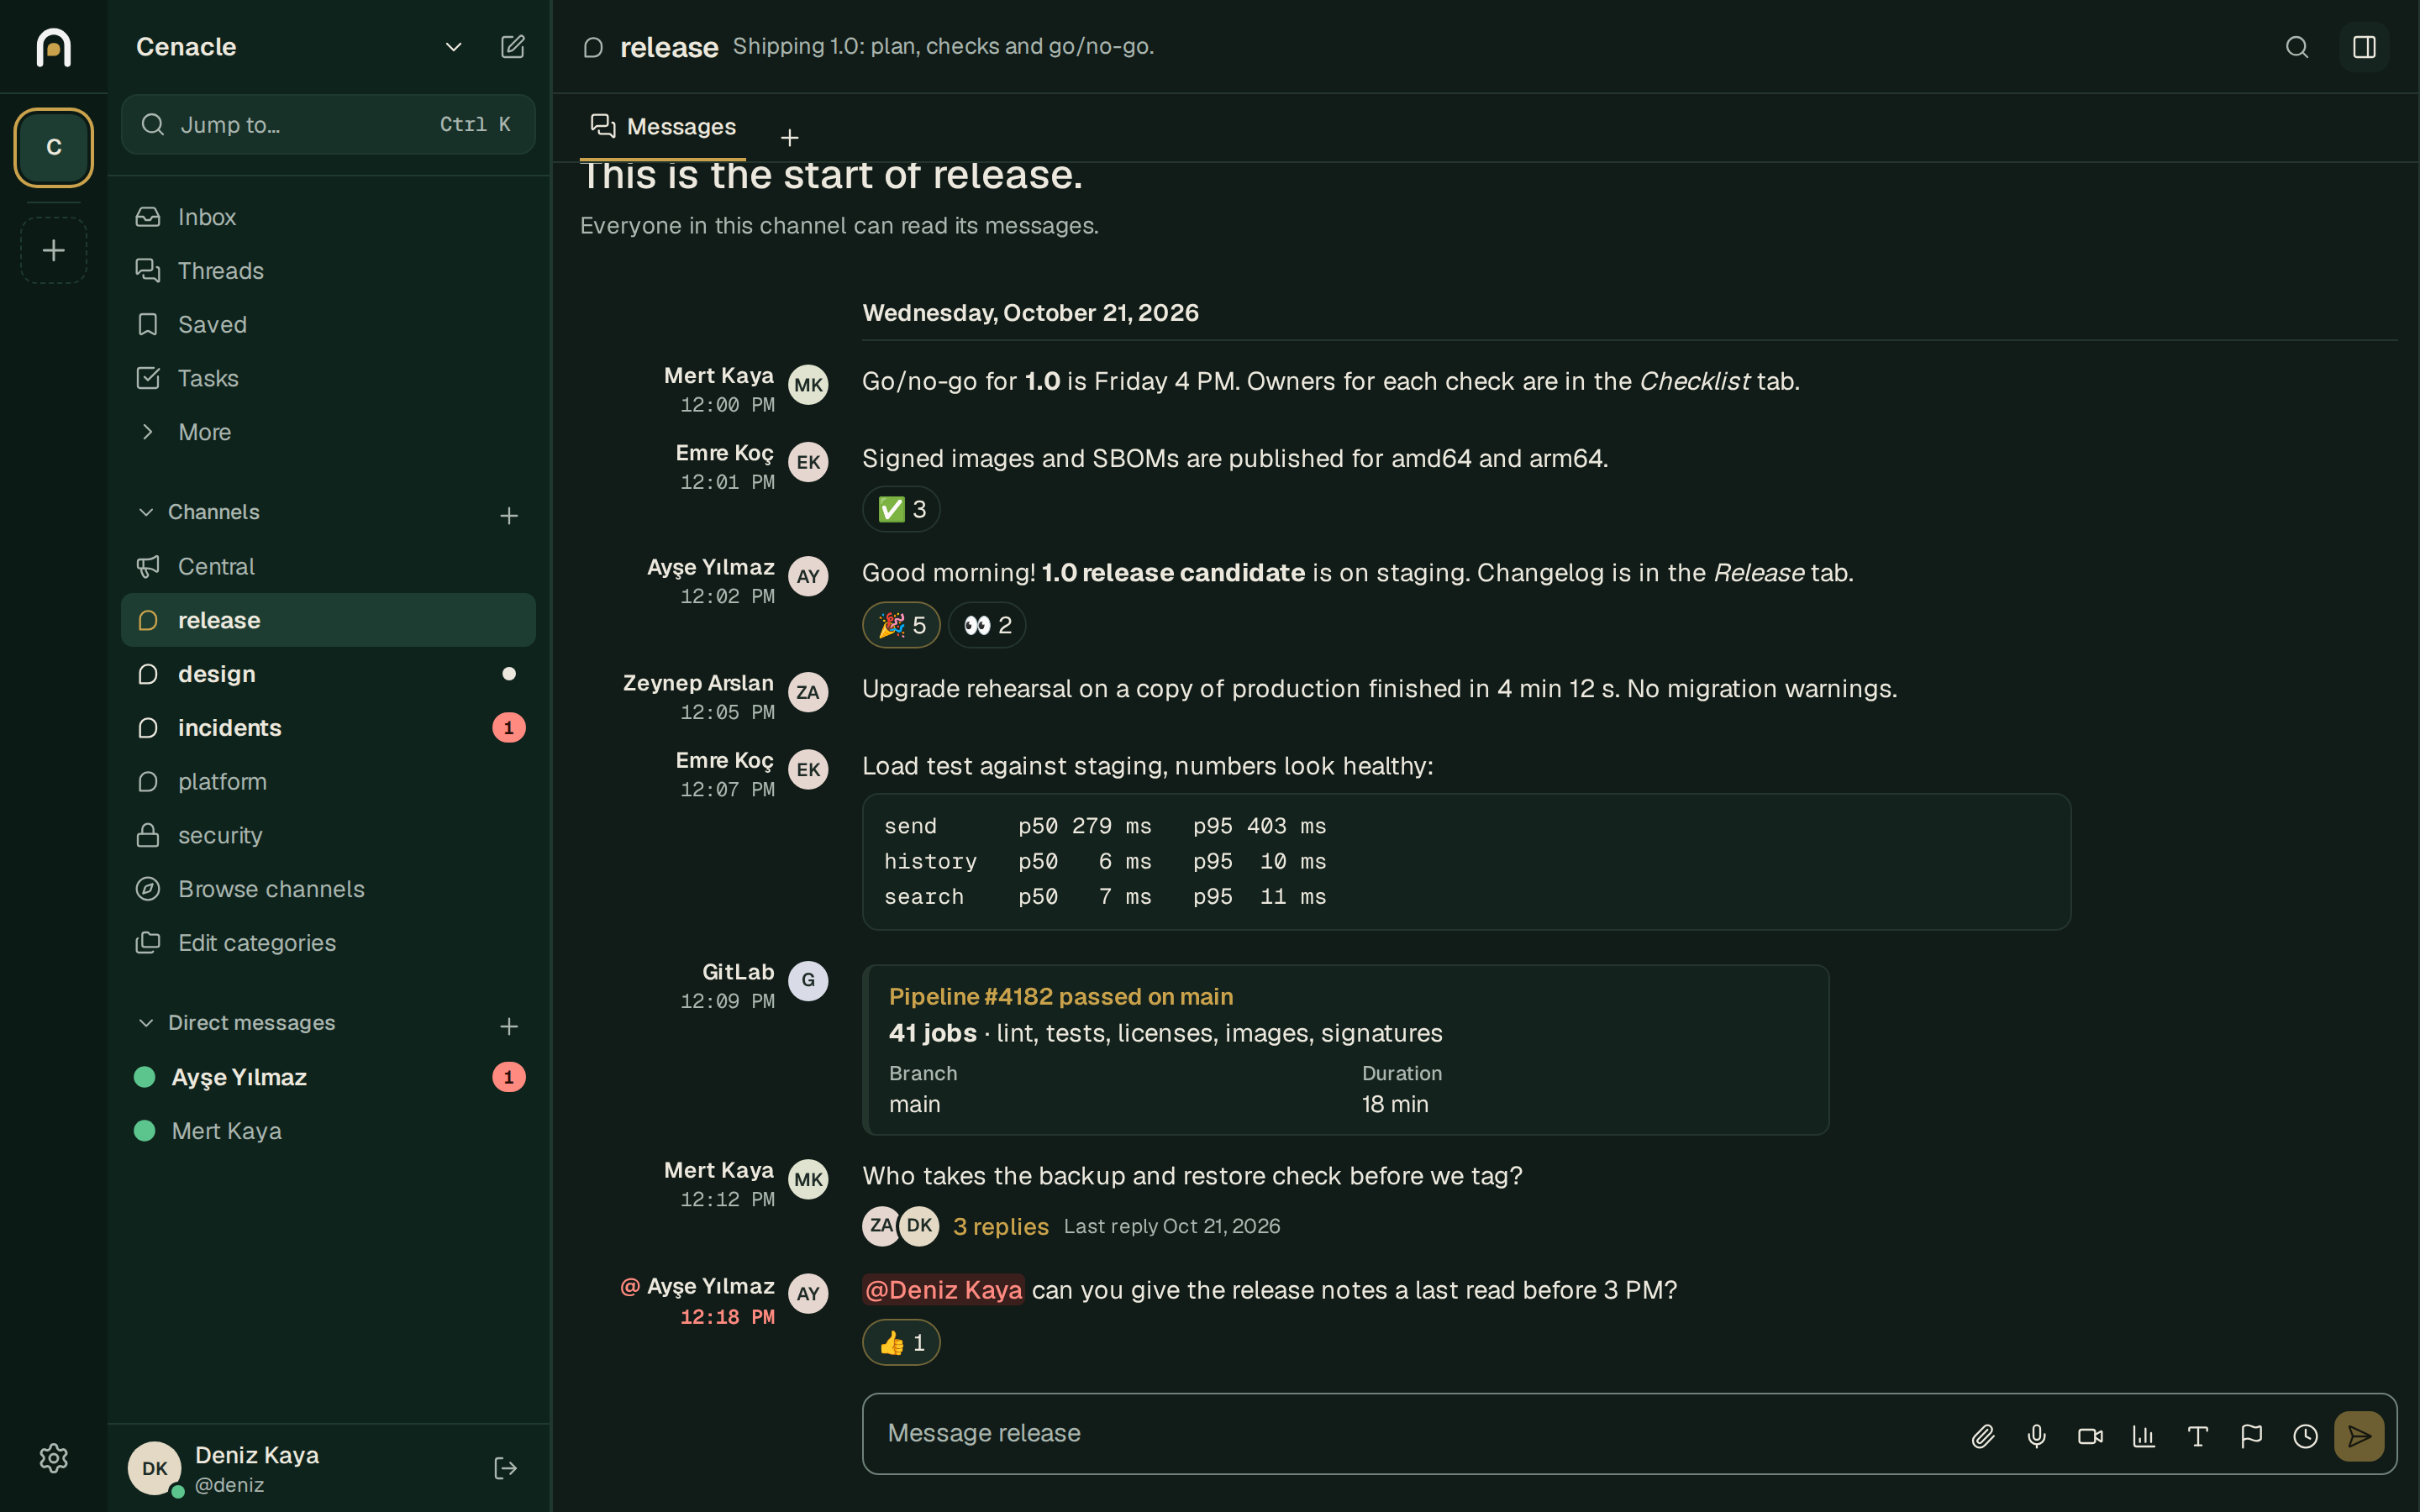 Cenacle
C
Jump to… Ctrl K
Inbox
Threads
Saved
Tasks
More
Channels
Central
release
design
incidents 1
platform
security
Browse channels
Edit categories
Direct messages
Ayşe Yılmaz 1
Mert Kaya
DK Deniz Kaya
@deniz
release Shipping 1.0: plan, checks and go/no-go.
Messages
This is the start of release.
Everyone in this channel can read its messages.
Wednesday, October 21, 2026
Mert Kaya MK Go/no-go for 1.0 is Friday 4 PM. Owners for each check are in the Checklist tab.
12:00 PM
Emre Koç EK Signed images and SBOMs are published for amd64 and arm64.
12:01 PM
✅ 3
Ayşe Yılmaz AY Good morning! 1.0 release candidate is on staging. Changelog is in the Release tab.
12:02 PM
🎉 5 👀 2
Zeynep Arslan ZA Upgrade rehearsal on a copy of production finished in 4 min 12 s. No migration warnings.
12:05 PM
Emre Koç EK Load test against staging, numbers look healthy:
12:07 PM
send p50 279 ms p95 403 ms
history p50 6 ms p95 10 ms
search p50 7 ms p95 11 ms
GitLab G
12:09 PM
Pipeline #4182 passed on main
41 jobs · lint, tests, licenses, images, signatures
Branch Duration
main 18 min
Mert Kaya MK Who takes the backup and restore check before we tag?
12:12 PM
ZA DK 3 replies Last reply Oct 21, 2026
@ Ayşe Yılmaz AY @Deniz Kaya can you give the release notes a last read before 3 PM?
12:18 PM
👍 1
Message release